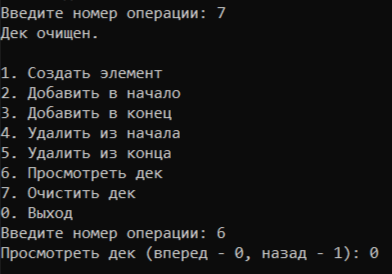 Введите номер операции: 7
Дек очищен.
1. Создать элемент
2. Добавить в начало
3. Добавить в конец
4. Удалить из начала
5. Удалить из конца
6. Просмотреть дек
7. Очистить дек
0. Выход
Введите номер операции: 6
Просмотреть дек (вперед - 0, назад - 1): 0